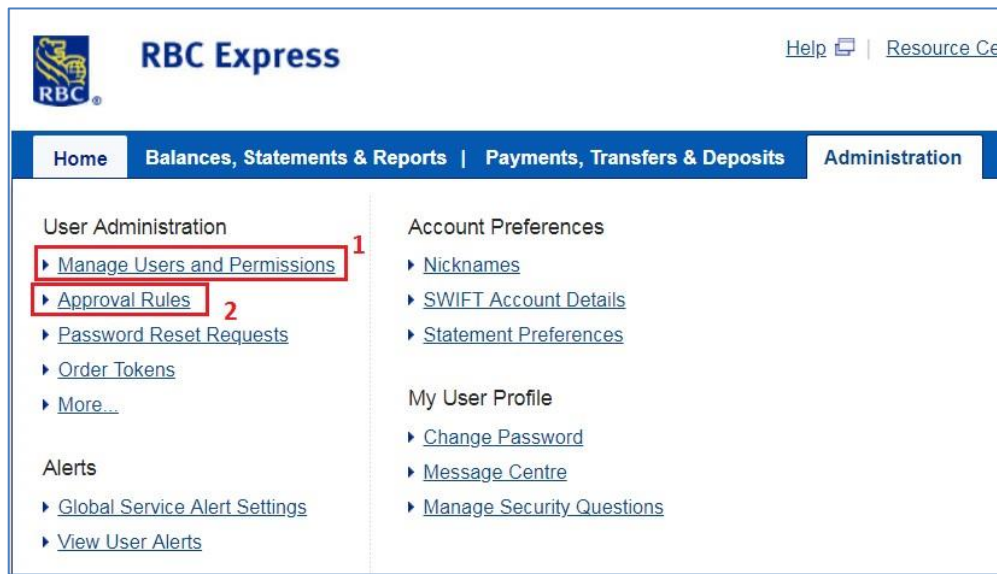 RBC Express
Help | Resource Ce
RBC ®
Home Balances, Statements & Reports | Payments, Transfers & Deposits Administration
User Administration
Manage Users and Permissions 1
Approval Rules 2
Password Reset Requests
Order Tokens
More...
Alerts
Global Service Alert Settings
View User Alerts
Account Preferences
Nicknames
SWIFT Account Details
Statement Preferences
My User Profile
Change Password
Message Centre
Manage Security Questions